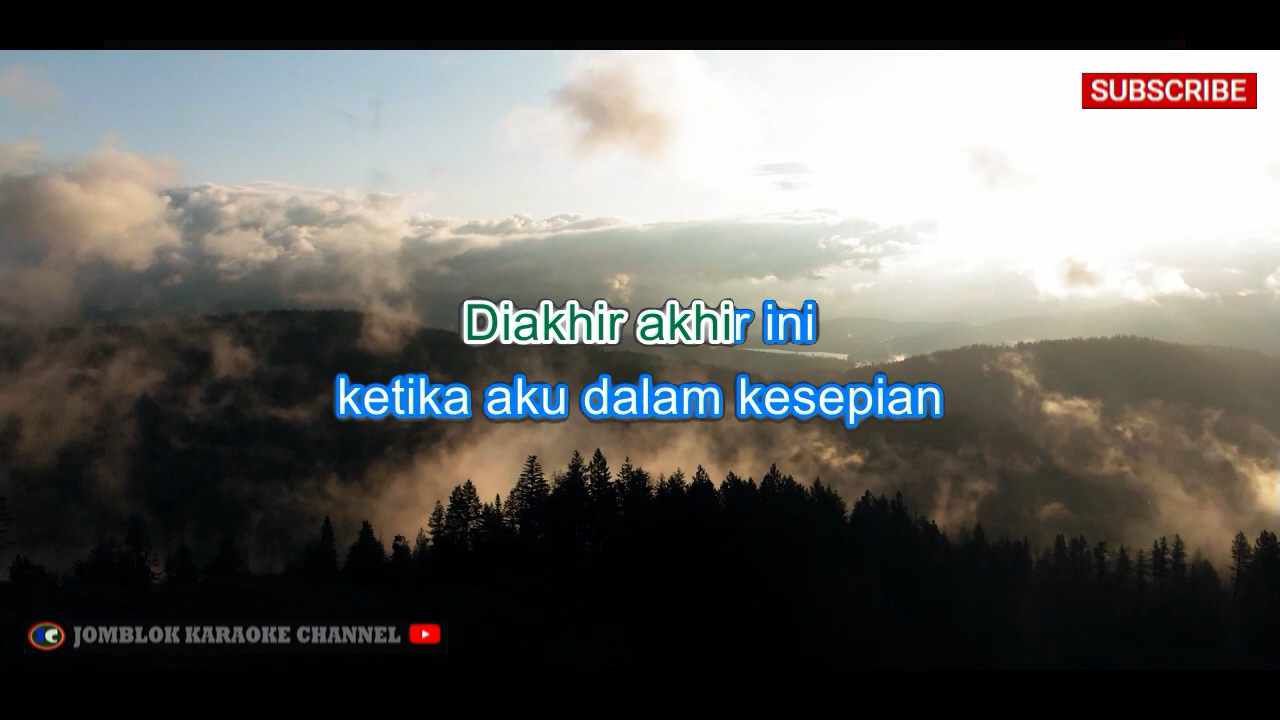 SUBSCRIBE
Diakhir akhir ini
ketika aku dalam kesepian
JOMBLOK KARAOKE CHANNEL